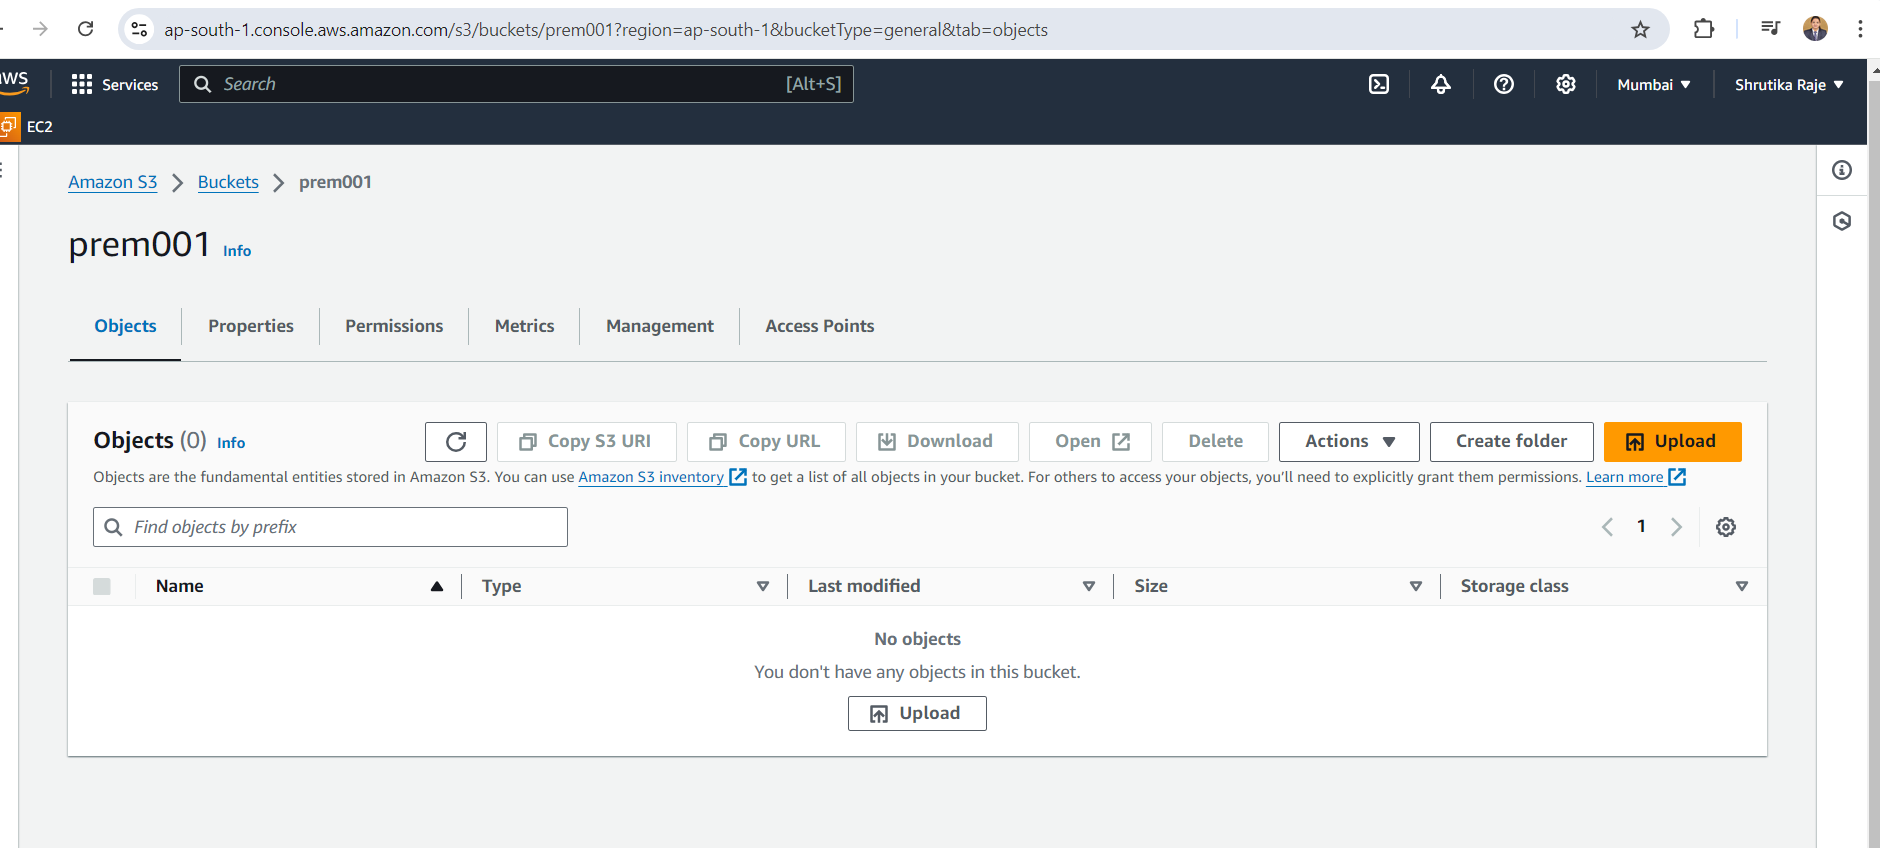 ap-south-1.console.aws.amazon.com/s3/buckets/prem001?region=ap-south-1&bucketType=general&tab=objects
aws Services Search [Alt+S] Mumbai Shrutika Raje
EC2
Amazon S3 Buckets prem001
prem001 Info
Objects Properties Permissions Metrics Management Access Points
Objects (0) Info Copy S3 URI Copy URL Download Open Delete Actions Create folder Upload
Objects are the fundamental entities stored in Amazon S3. You can use Amazon S3 inventory to get a list of all objects in your bucket. For others to access your objects, you'll need to explicitly grant them permissions. Learn more
Find objects by prefix 1
Name Type Last modified Size Storage class
No objects
You don't have any objects in this bucket.
Upload